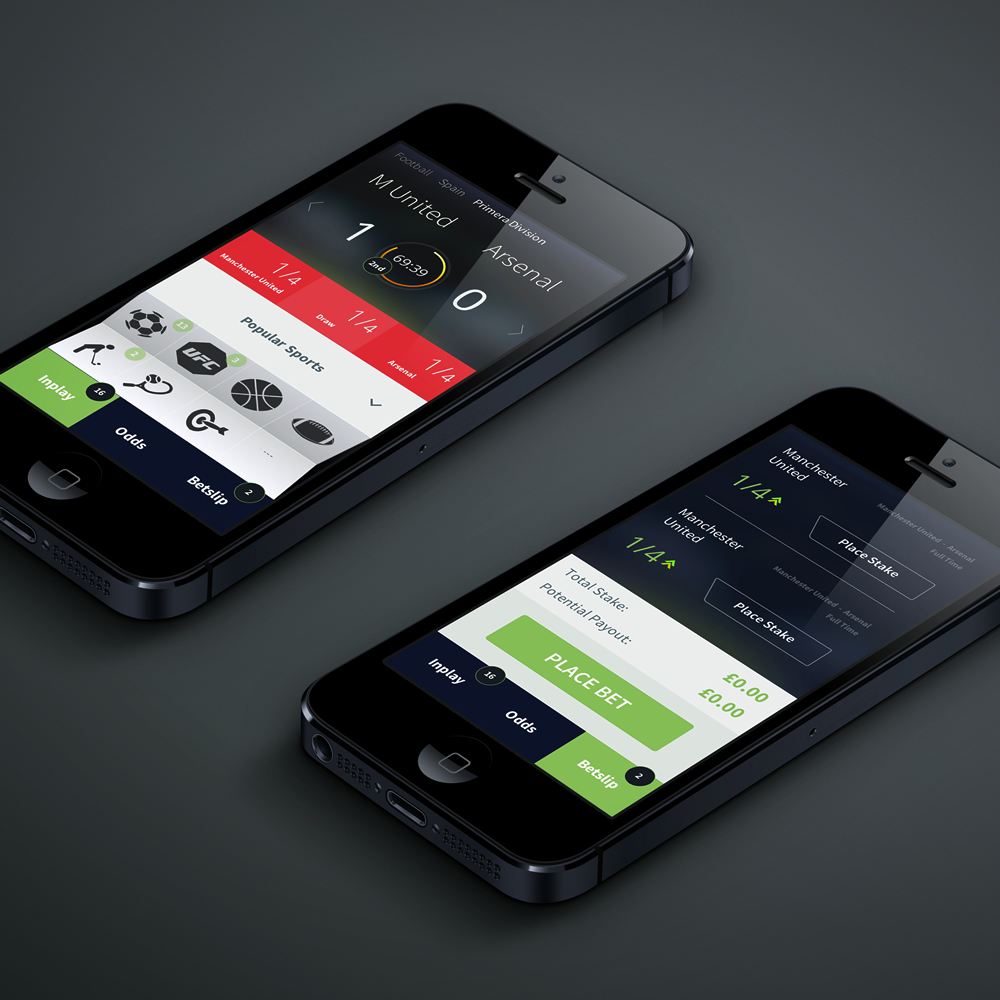 Football Spain Primera Division
M United
Arsenal
1
69:39
2nd
0
1/4
Manchester United
1/4
Draw
1/4
Arsenal
Popular Sports
13
UFC
3
2
...
Inplay
16
Odds
Betslip
2
Manchester
United
1/4
Manchester United - Arsenal
Full Time
Place Stake
Manchester
United
1/4
Manchester United - Arsenal
Full Time
Place Stake
Total Stake:
£0.00
Potential Payout:
£0.00
PLACE BET
Inplay
16
Odds
Betslip
2